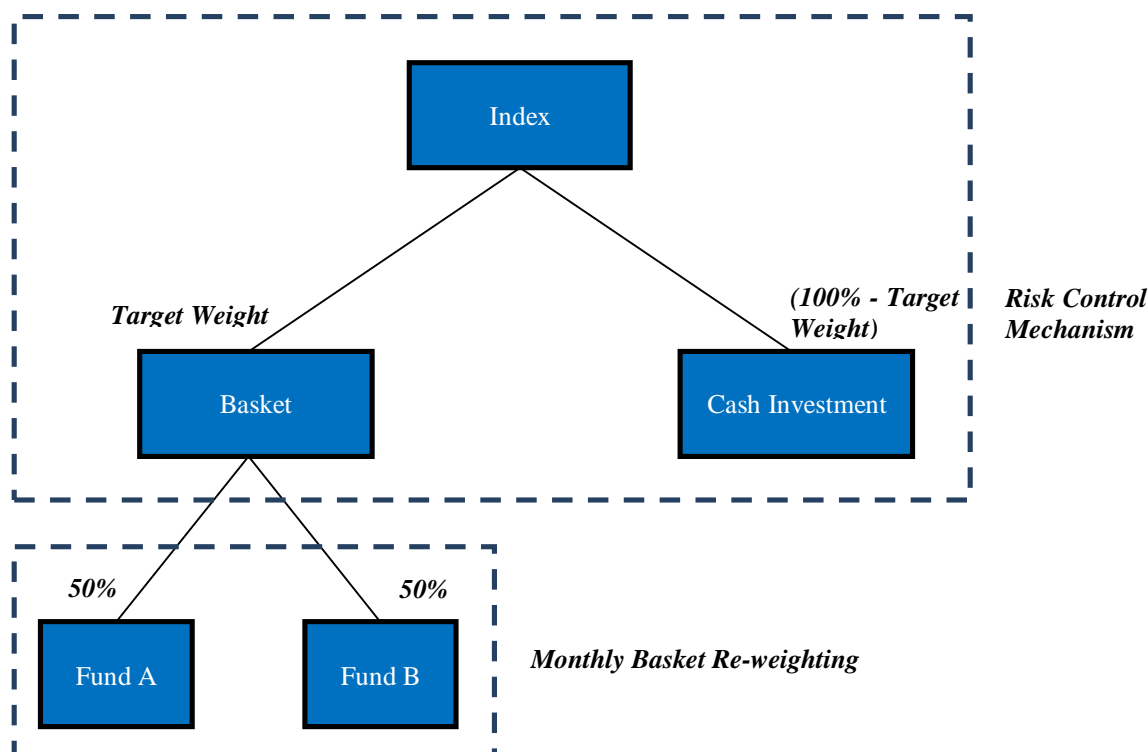 Index
Target Weight
(100% - Target
Weight)
Risk Control
Mechanism
Basket
Cash Investment
50%
50%
Fund A
Fund B
Monthly Basket Re-weighting